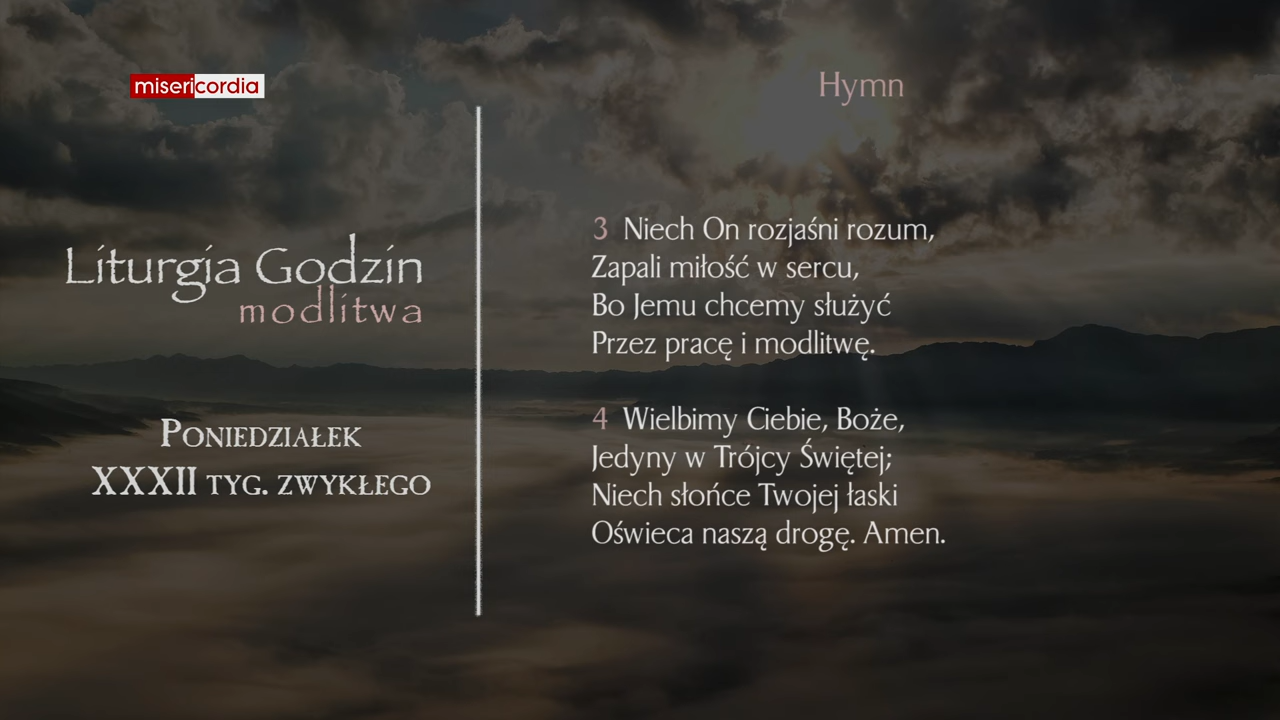 misericordia
Liturgia Godzin
modlitwa
Poniedziałek
XXXII tyg. zwykłego
Hymn
3 Niech On rozjaśni rozum,
Zapali miłość w sercu,
Bo Jemu chcemy służyć
Przez pracę i modlitwę.
4 Wielbimy Ciebie, Boże,
Jedyny w Trójcy Świętej;
Niech słońce Twojej łaski
Oświeca naszą drogę. Amen.